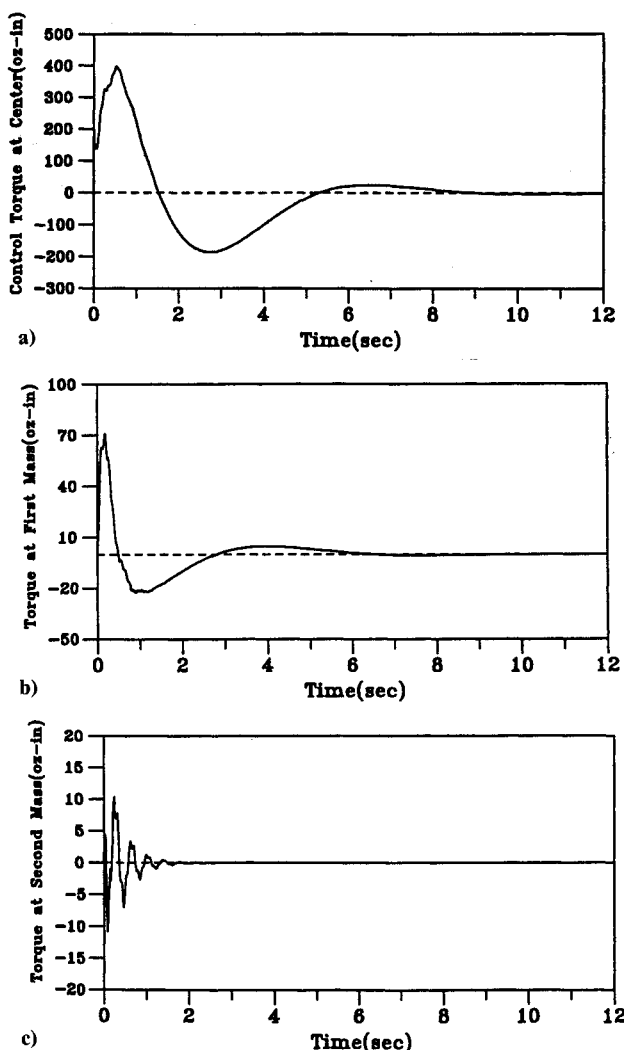 Control Torque at Center(oz-in)
500
400
300
200
100
0
-100
-200
-300
0 2 4 6 8 10 12
Time(sec)
a)
Torque at First Mass(oz-in)
100
70
40
10
-20
-50
0 2 4 6 8 10 12
Time(sec)
b)
Torque at Second Mass(oz-in)
20
15
10
5
0
-5
-10
-15
-20
0 2 4 6 8 10 12
Time(sec)
c)